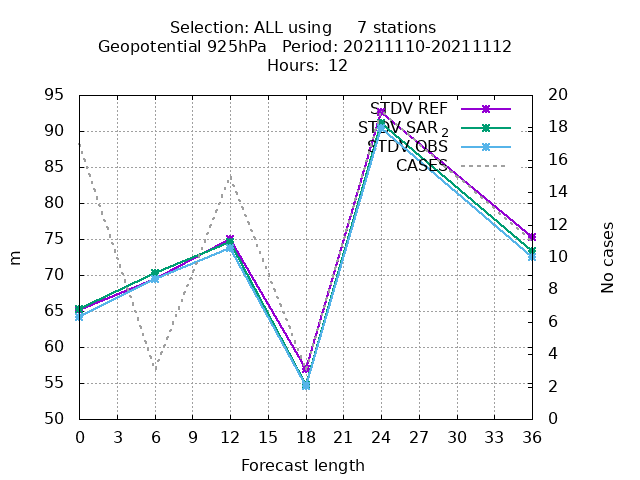 Selection: ALL using 7 stations
Geopotential 925hPa Period: 20211110-20211112
Hours: 12
95
90
85
80
75
70
65
60
55
50
m
20
18
16
14
12
10
8
6
4
2
0
No cases
STDV REF
STDV SAR 2
STDV OBS
CASES
0 3 6 9 12 15 18 21 24 27 30 33 36
Forecast length